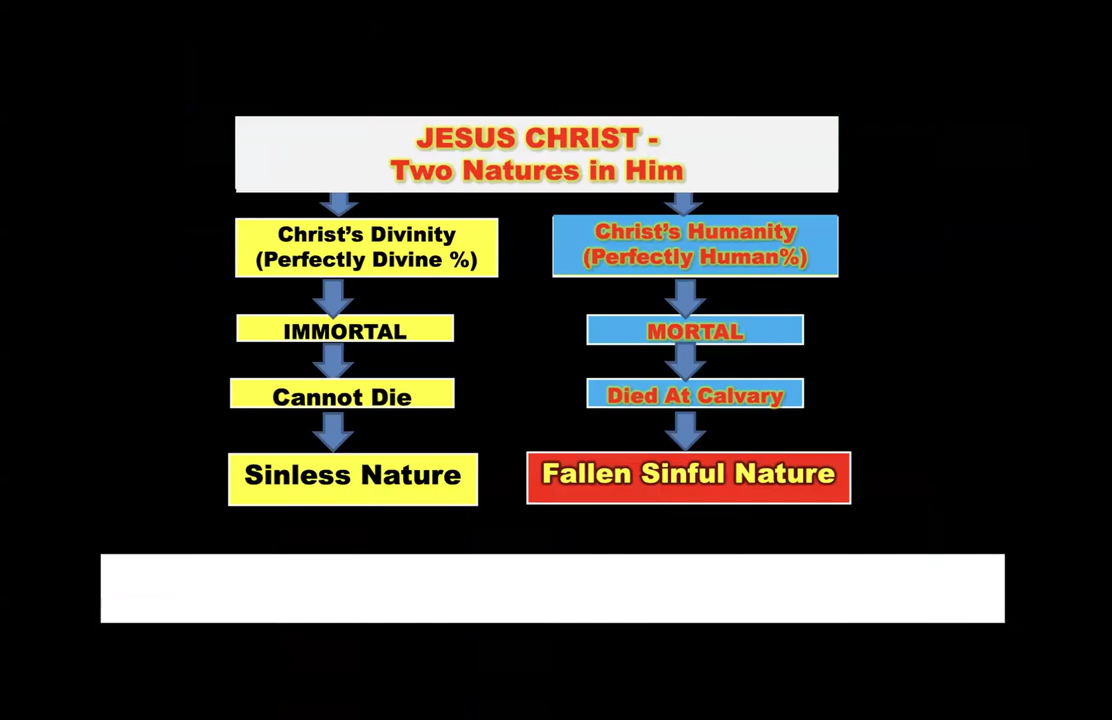 JESUS CHRIST -
Two Natures in Him
Christ's Divinity
(Perfectly Divine %)
Christ's Humanity
(Perfectly Human%)
IMMORTAL
MORTAL
Cannot Die
Died At Calvary
Sinless Nature
Fallen Sinful Nature